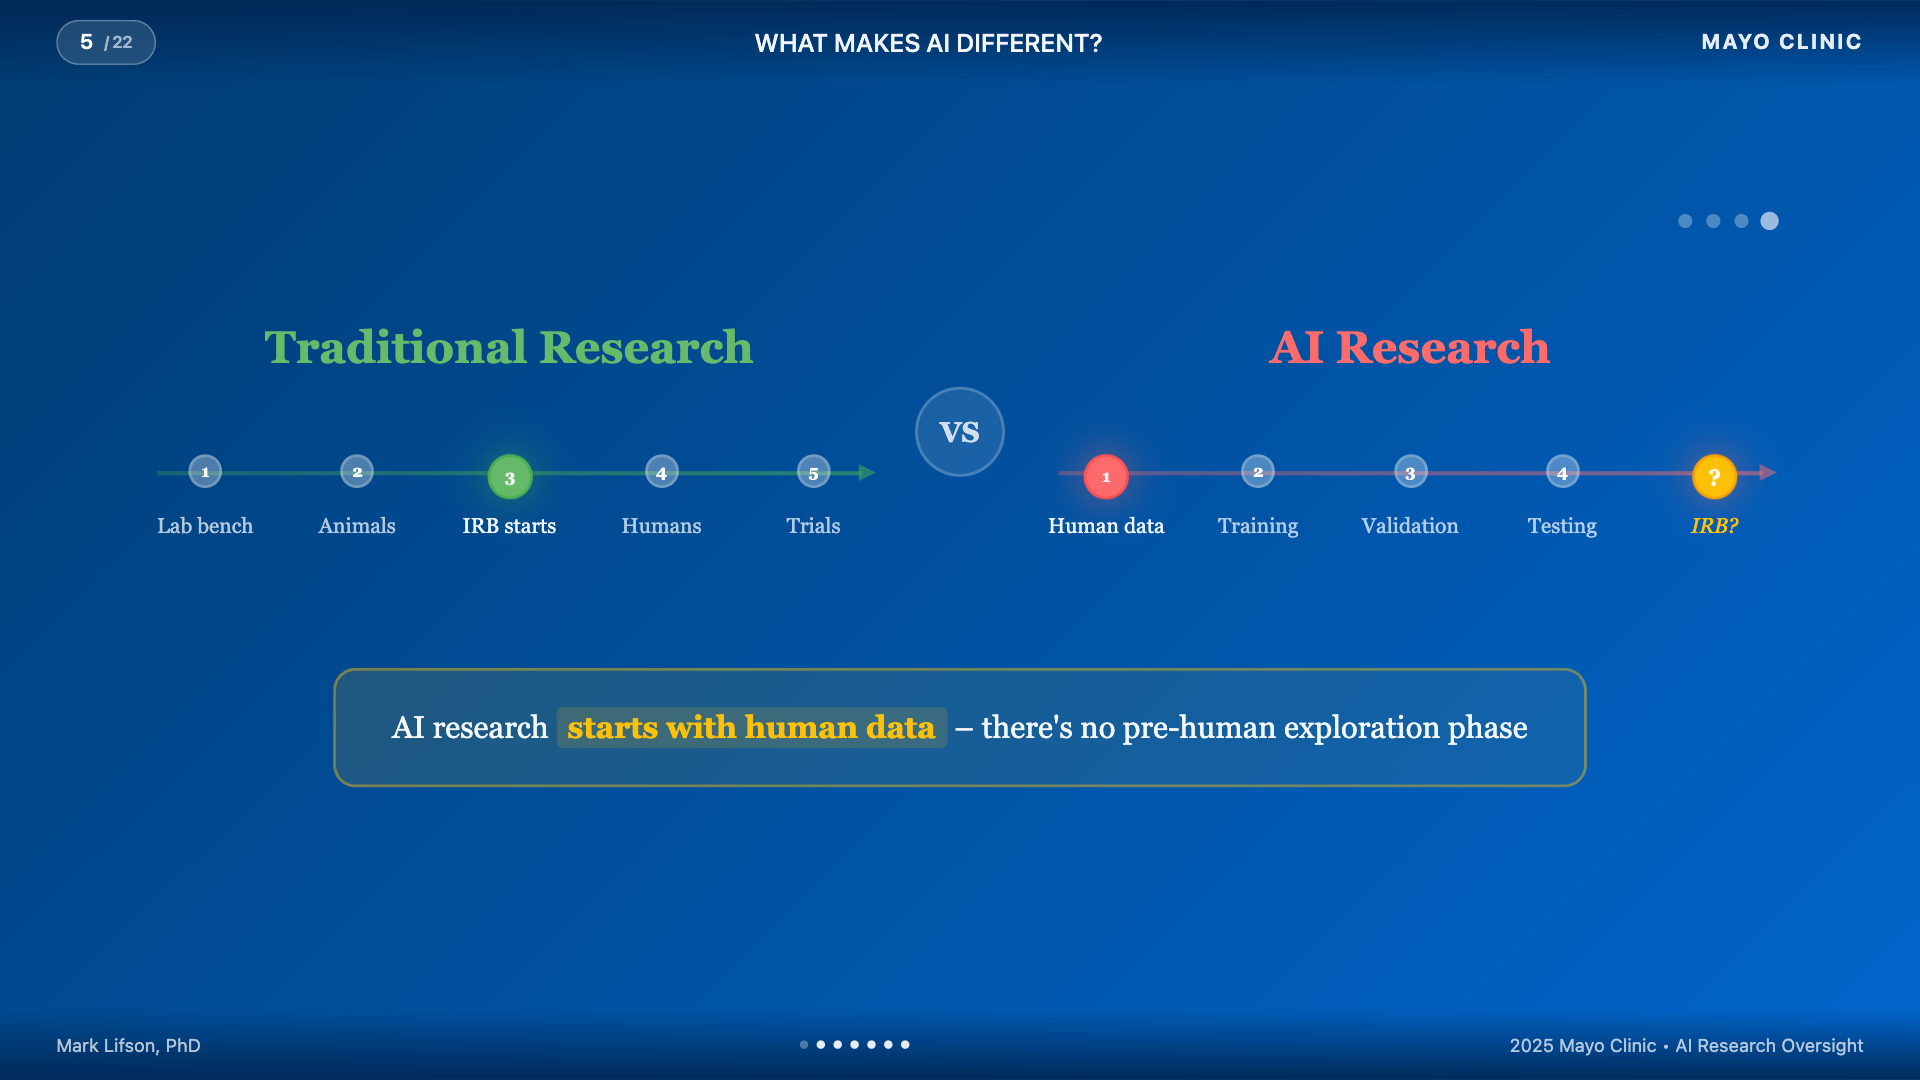 5 /22
WHAT MAKES AI DIFFERENT?
MAYO CLINIC
Traditional Research
1 2 3 4 5
Lab bench Animals IRB starts Humans Trials
VS
AI Research
1 2 3 4 ?
Human data Training Validation Testing IRB?
AI research starts with human data – there's no pre-human exploration phase
Mark Lifson, PhD
2025 Mayo Clinic • AI Research Oversight